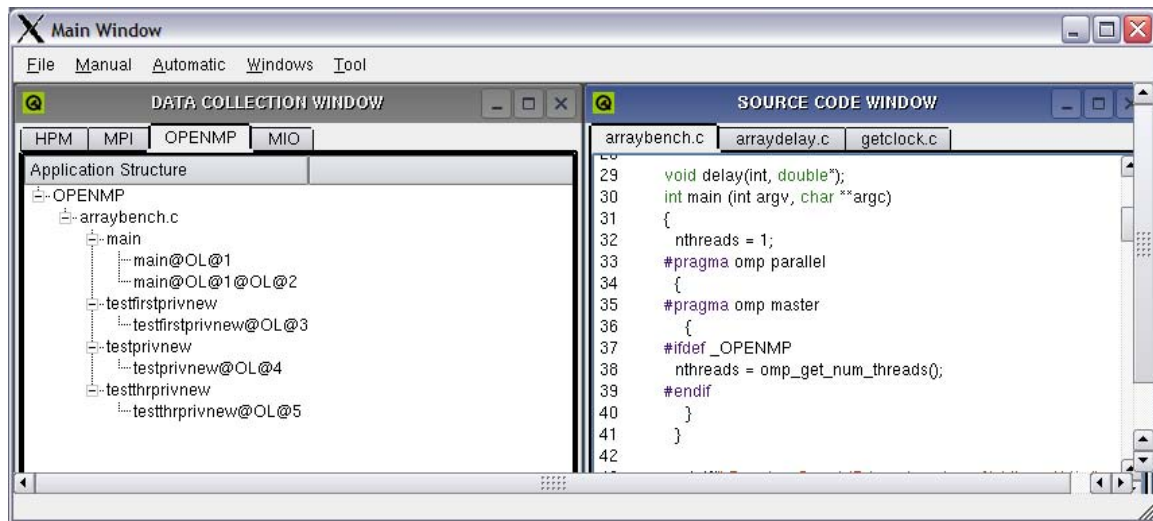 Main Window
File Manual Automatic Windows Tool
DATA COLLECTION WINDOW
HPM MPI OPENMP MIO
Application Structure
OPENMP
arraybench.c
main
main@OL@1
main@OL@1@OL@2
testfirstprivnew
testfirstprivnew@OL@3
testprivnew
testprivnew@OL@4
testthrprivnew
testthrprivnew@OL@5
SOURCE CODE WINDOW
arraybench.c arraydelay.c getclock.c
29 void delay(int, double*);
30 int main (int argv, char **argc)
31 {
32 nthreads = 1;
33 #pragma omp parallel
34 {
35 #pragma omp master
36 {
37 #ifdef _OPENMP
38 nthreads = omp_get_num_threads();
39 #endif
40 }
41 }
42